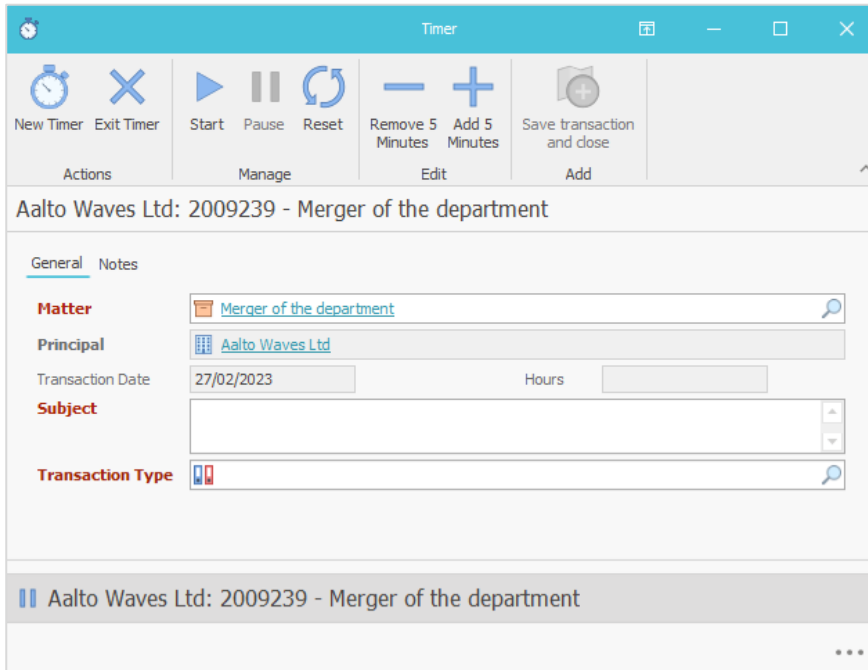 Timer
New Timer Exit Timer Start Pause Reset Remove 5 Minutes Add 5 Minutes Save transaction and close
Actions Manage Edit Add
Aalto Waves Ltd: 2009239 - Merger of the department
General Notes
Matter Merger of the department
Principal Aalto Waves Ltd
Transaction Date 27/02/2023 Hours
Subject
Transaction Type
Aalto Waves Ltd: 2009239 - Merger of the department